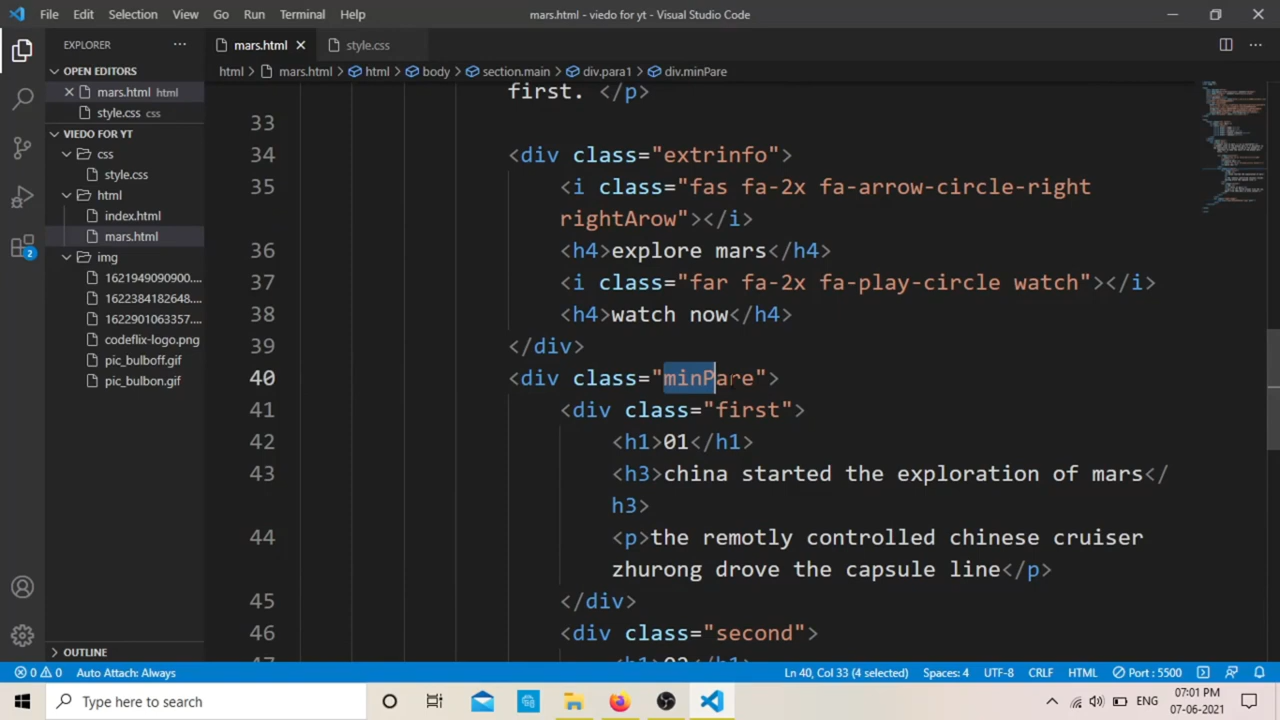 File Edit Selection View Go Run Terminal Help
mars.html - viedo for yt - Visual Studio Code
EXPLORER
mars.html
style.css
OPEN EDITORS
html > mars.html > html > body > section.main > div.para1 > div.minPare
mars.html html
style.css css
VIEDO FOR YT
css
style.css
html
index.html
mars.html
img
1621949090900....
1622384182648....
1622901063357....
codeflix-logo.png
pic_bulboff.gif
pic_bulbon.gif
OUTLINE
2
first. </p>
33
34 <div class="extrinfo">
35 <i class="fas fa-2x fa-arrow-circle-right
rightArow"></i>
36 <h4>explore mars</h4>
37 <i class="far fa-2x fa-play-circle watch"></i>
38 <h4>watch now</h4>
39 </div>
40 <div class="minPare">
41 <div class="first">
42 <h1>01</h1>
43 <h3>china started the exploration of mars</
h3>
44 <p>the remotly controlled chinese cruiser
zhurong drove the capsule line</p>
45 </div>
46 <div class="second">
0 0 Auto Attach: Always
Ln 40, Col 33 (4 selected) Spaces: 4 UTF-8 CRLF HTML Port : 5500
Type here to search
ENG
07:01 PM
07-06-2021